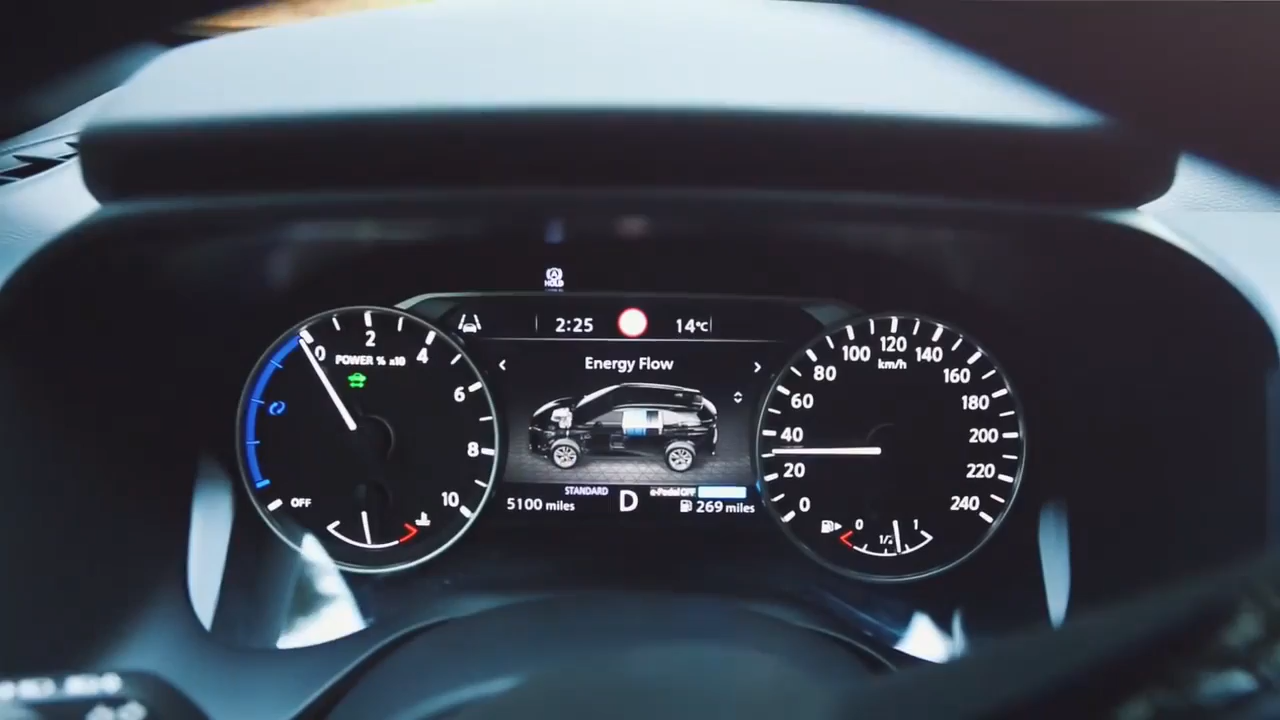 HOLD
2:25
14°C
Energy Flow
0 2 4 6 8 10
POWER % x10
OFF
STANDARD
D
e-Pedal OFF
5100 miles
269 miles
0 20 40 60 80 100 120 140 160 180 200 220 240
km/h
0 1/2 1